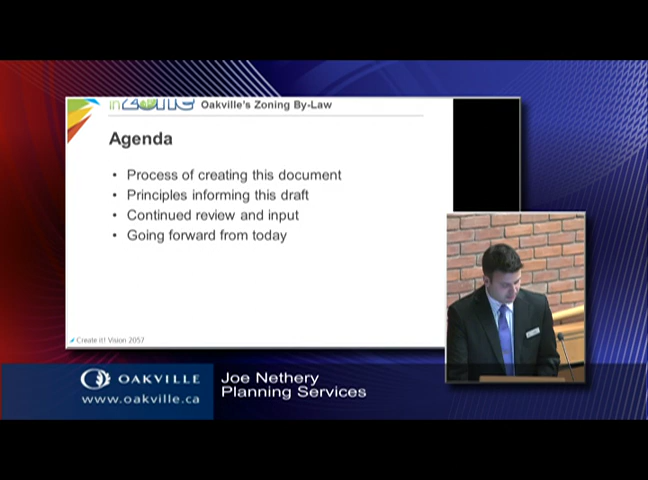 inZone Oakville's Zoning By-Law
Agenda
• Process of creating this document
• Principles informing this draft
• Continued review and input
• Going forward from today
Create it! Vision 2057
OAKVILLE
www.oakville.ca
Joe Nethery
Planning Services